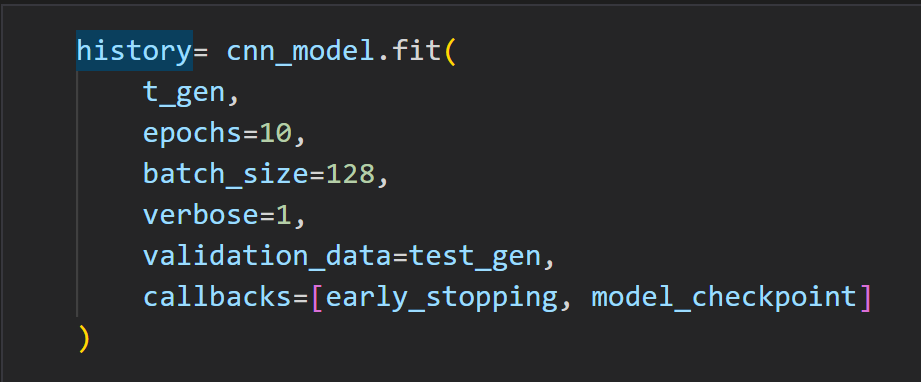 history= cnn_model.fit(
    t_gen,
    epochs=10,
    batch_size=128,
    verbose=1,
    validation_data=test_gen,
    callbacks=[early_stopping, model_checkpoint]
)